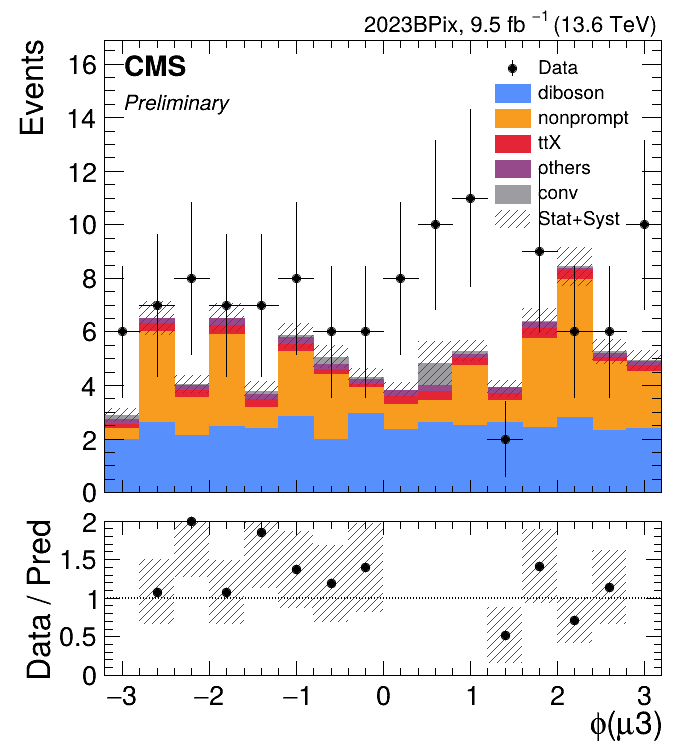 2023BPix, 9.5 fb⁻¹ (13.6 TeV)
CMS
Preliminary
Events
16
14
12
10
8
6
4
2
0
Data
diboson
nonprompt
ttX
others
conv
Stat+Syst
Data / Pred
2
1.5
1
0.5
0
−3 −2 −1 0 1 2 3
ϕ(μ3)